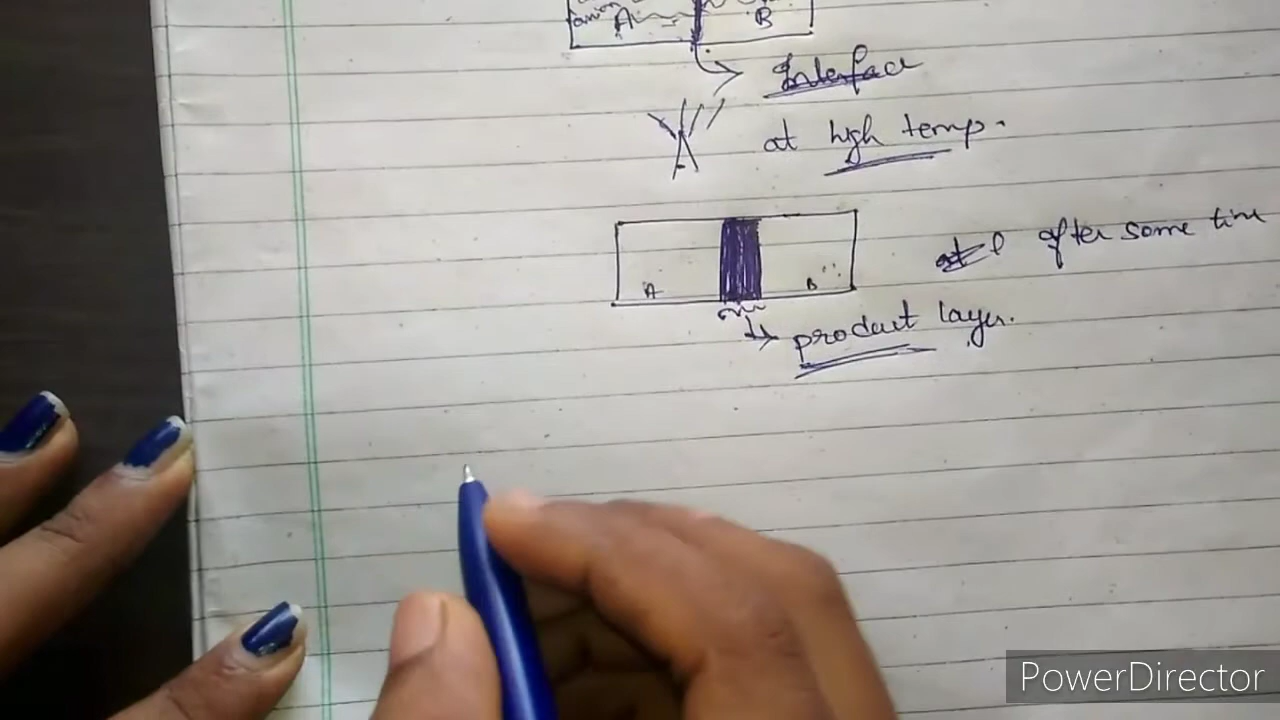 A B
Interface
at high temp.
after some time
A B
product layer.
PowerDirector